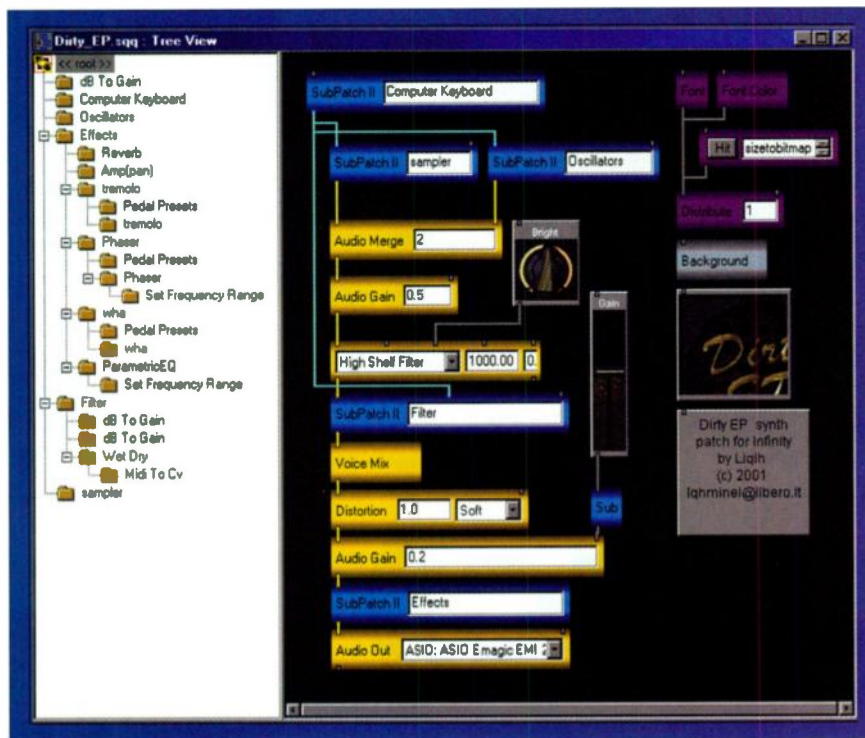 Dirty_EP.sqq : Tree View
<< root >>
dB To Gain
Computer Keyboard
Oscillators
Effects
Reverb
Amp(pan)
tremolo
Pedal Presets
tremolo
Phaser
Pedal Presets
Phaser
Set Frequency Range
wha
Pedal Presets
wha
ParametricEQ
Set Frequency Range
Filter
dB To Gain
dB To Gain
Wet Dry
Midi To Cv
sampler
SubPatch II Computer Keyboard
SubPatch II sampler
SubPatch II Oscillators
Audio Merge 2
Bright
Audio Gain 0.5
Gain
High Shelf Filter 1000.00 0.
SubPatch II Filter
Voice Mix
Distortion 1.0 Soft
Sub
Audio Gain 0.2
SubPatch II Effects
Audio Out ASIO: ASIO Emagic EMI 2
Font Font Color
Hit sizetobitmap
Distribute 1
Background
Dirt
Dirty EP synth
patch for Infinity
by Liqih
(c) 2001
lqhminei@libero.it